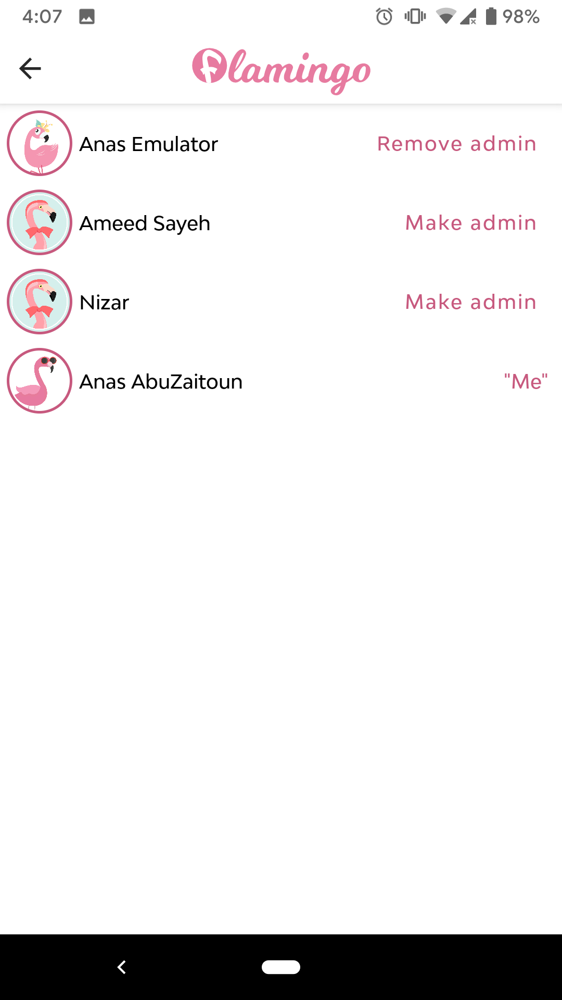 4:07 98%
Flamingo
Anas Emulator Remove admin
Ameed Sayeh Make admin
Nizar Make admin
Anas AbuZaitoun "Me"